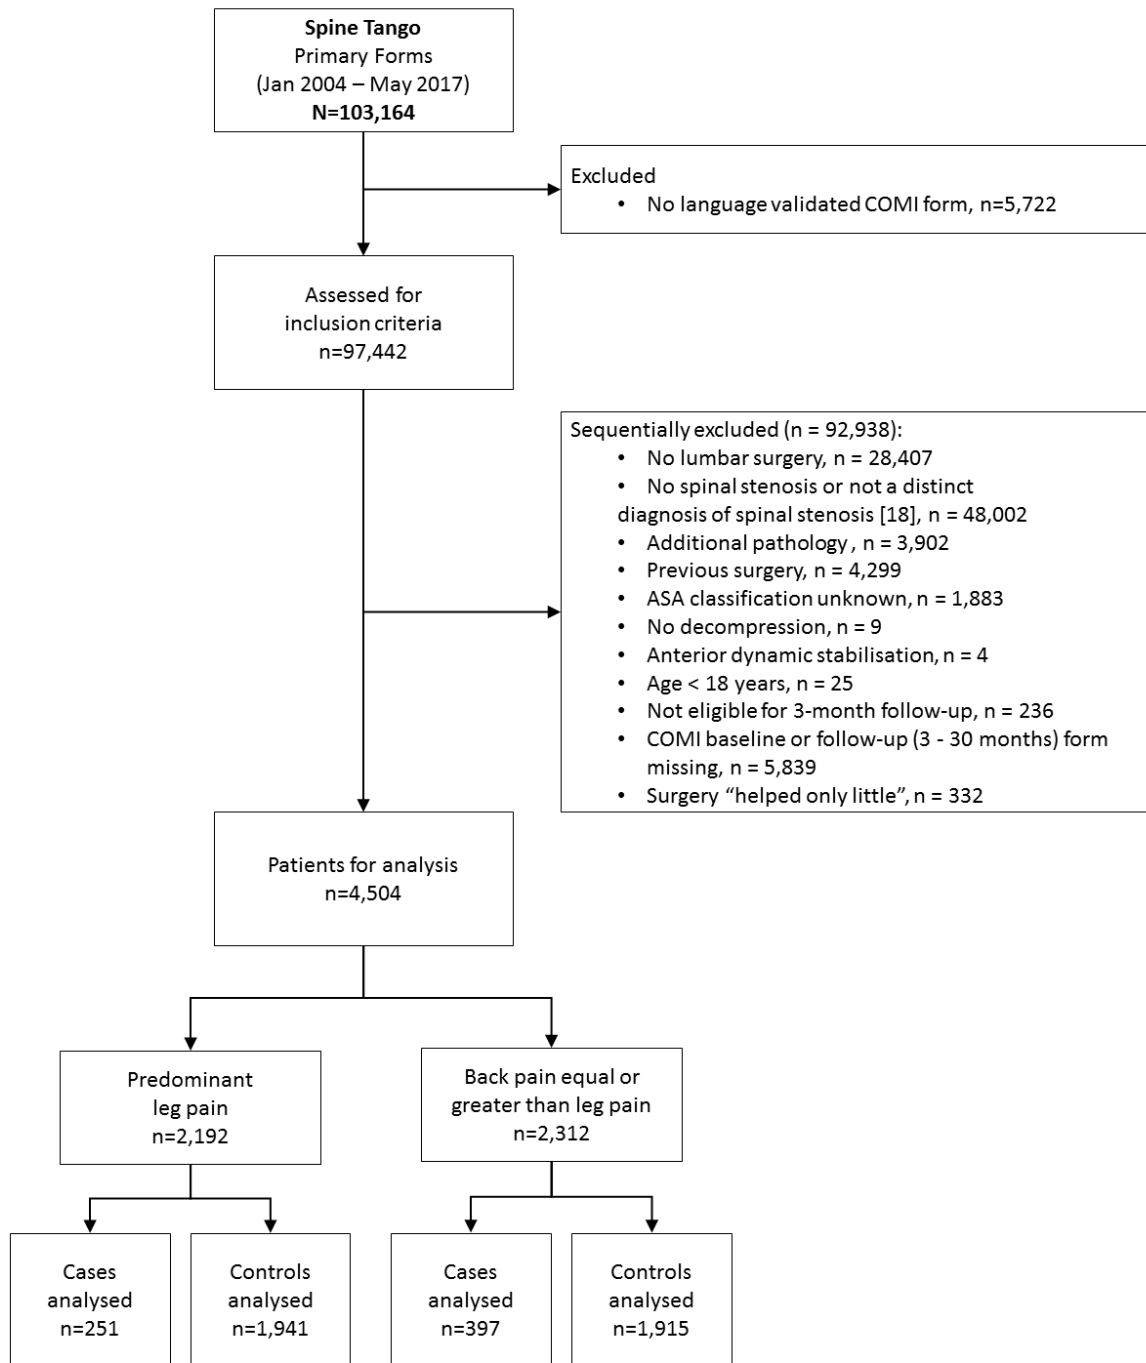 Spine Tango
Primary Forms
(Jan 2004 – May 2017)
N=103,164
Excluded
• No language validated COMI form, n=5,722
Assessed for
inclusion criteria
n=97,442
Sequentially excluded (n = 92,938):
• No lumbar surgery, n = 28,407
• No spinal stenosis or not a distinct
diagnosis of spinal stenosis [18], n = 48,002
• Additional pathology , n = 3,902
• Previous surgery, n = 4,299
• ASA classification unknown, n = 1,883
• No decompression, n = 9
• Anterior dynamic stabilisation, n = 4
• Age < 18 years, n = 25
• Not eligible for 3-month follow-up, n = 236
• COMI baseline or follow-up (3 - 30 months) form
missing, n = 5,839
• Surgery “helped only little”, n = 332
Patients for analysis
n=4,504
Predominant
leg pain
n=2,192
Back pain equal or
greater than leg pain
n=2,312
Cases
analysed
n=251
Controls
analysed
n=1,941
Cases
analysed
n=397
Controls
analysed
n=1,915